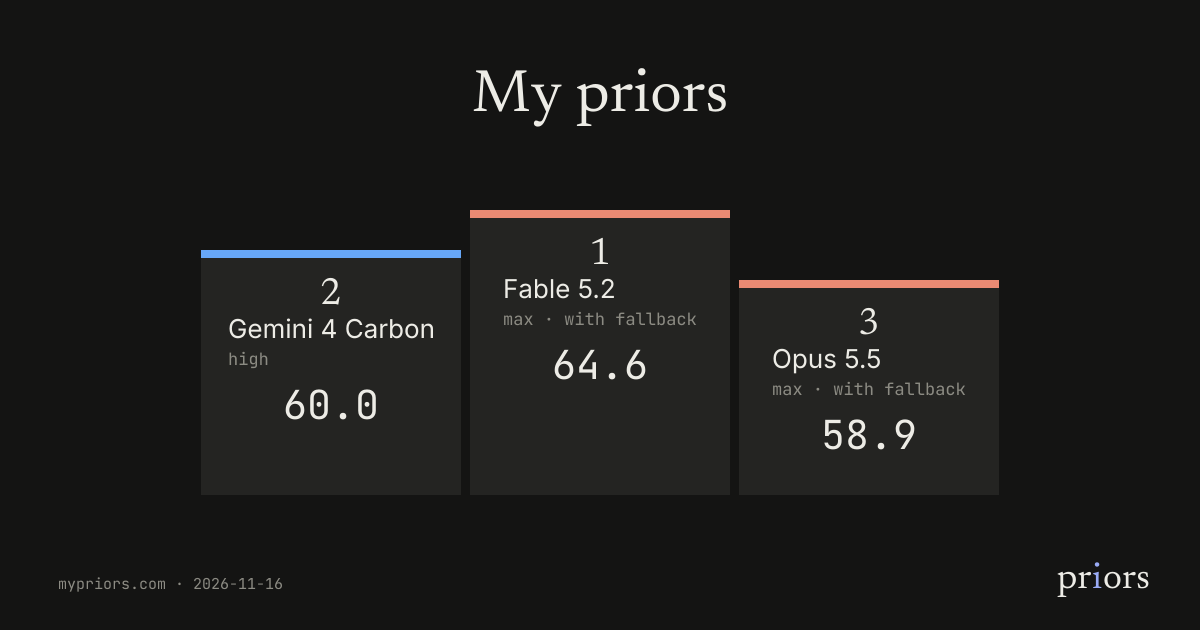 My priors
2
Gemini 4 Carbon
high
60.0
1
Fable 5.2
max · with fallback
64.6
3
Opus 5.5
max · with fallback
58.9
mypriors.com · 2026-11-16
priors